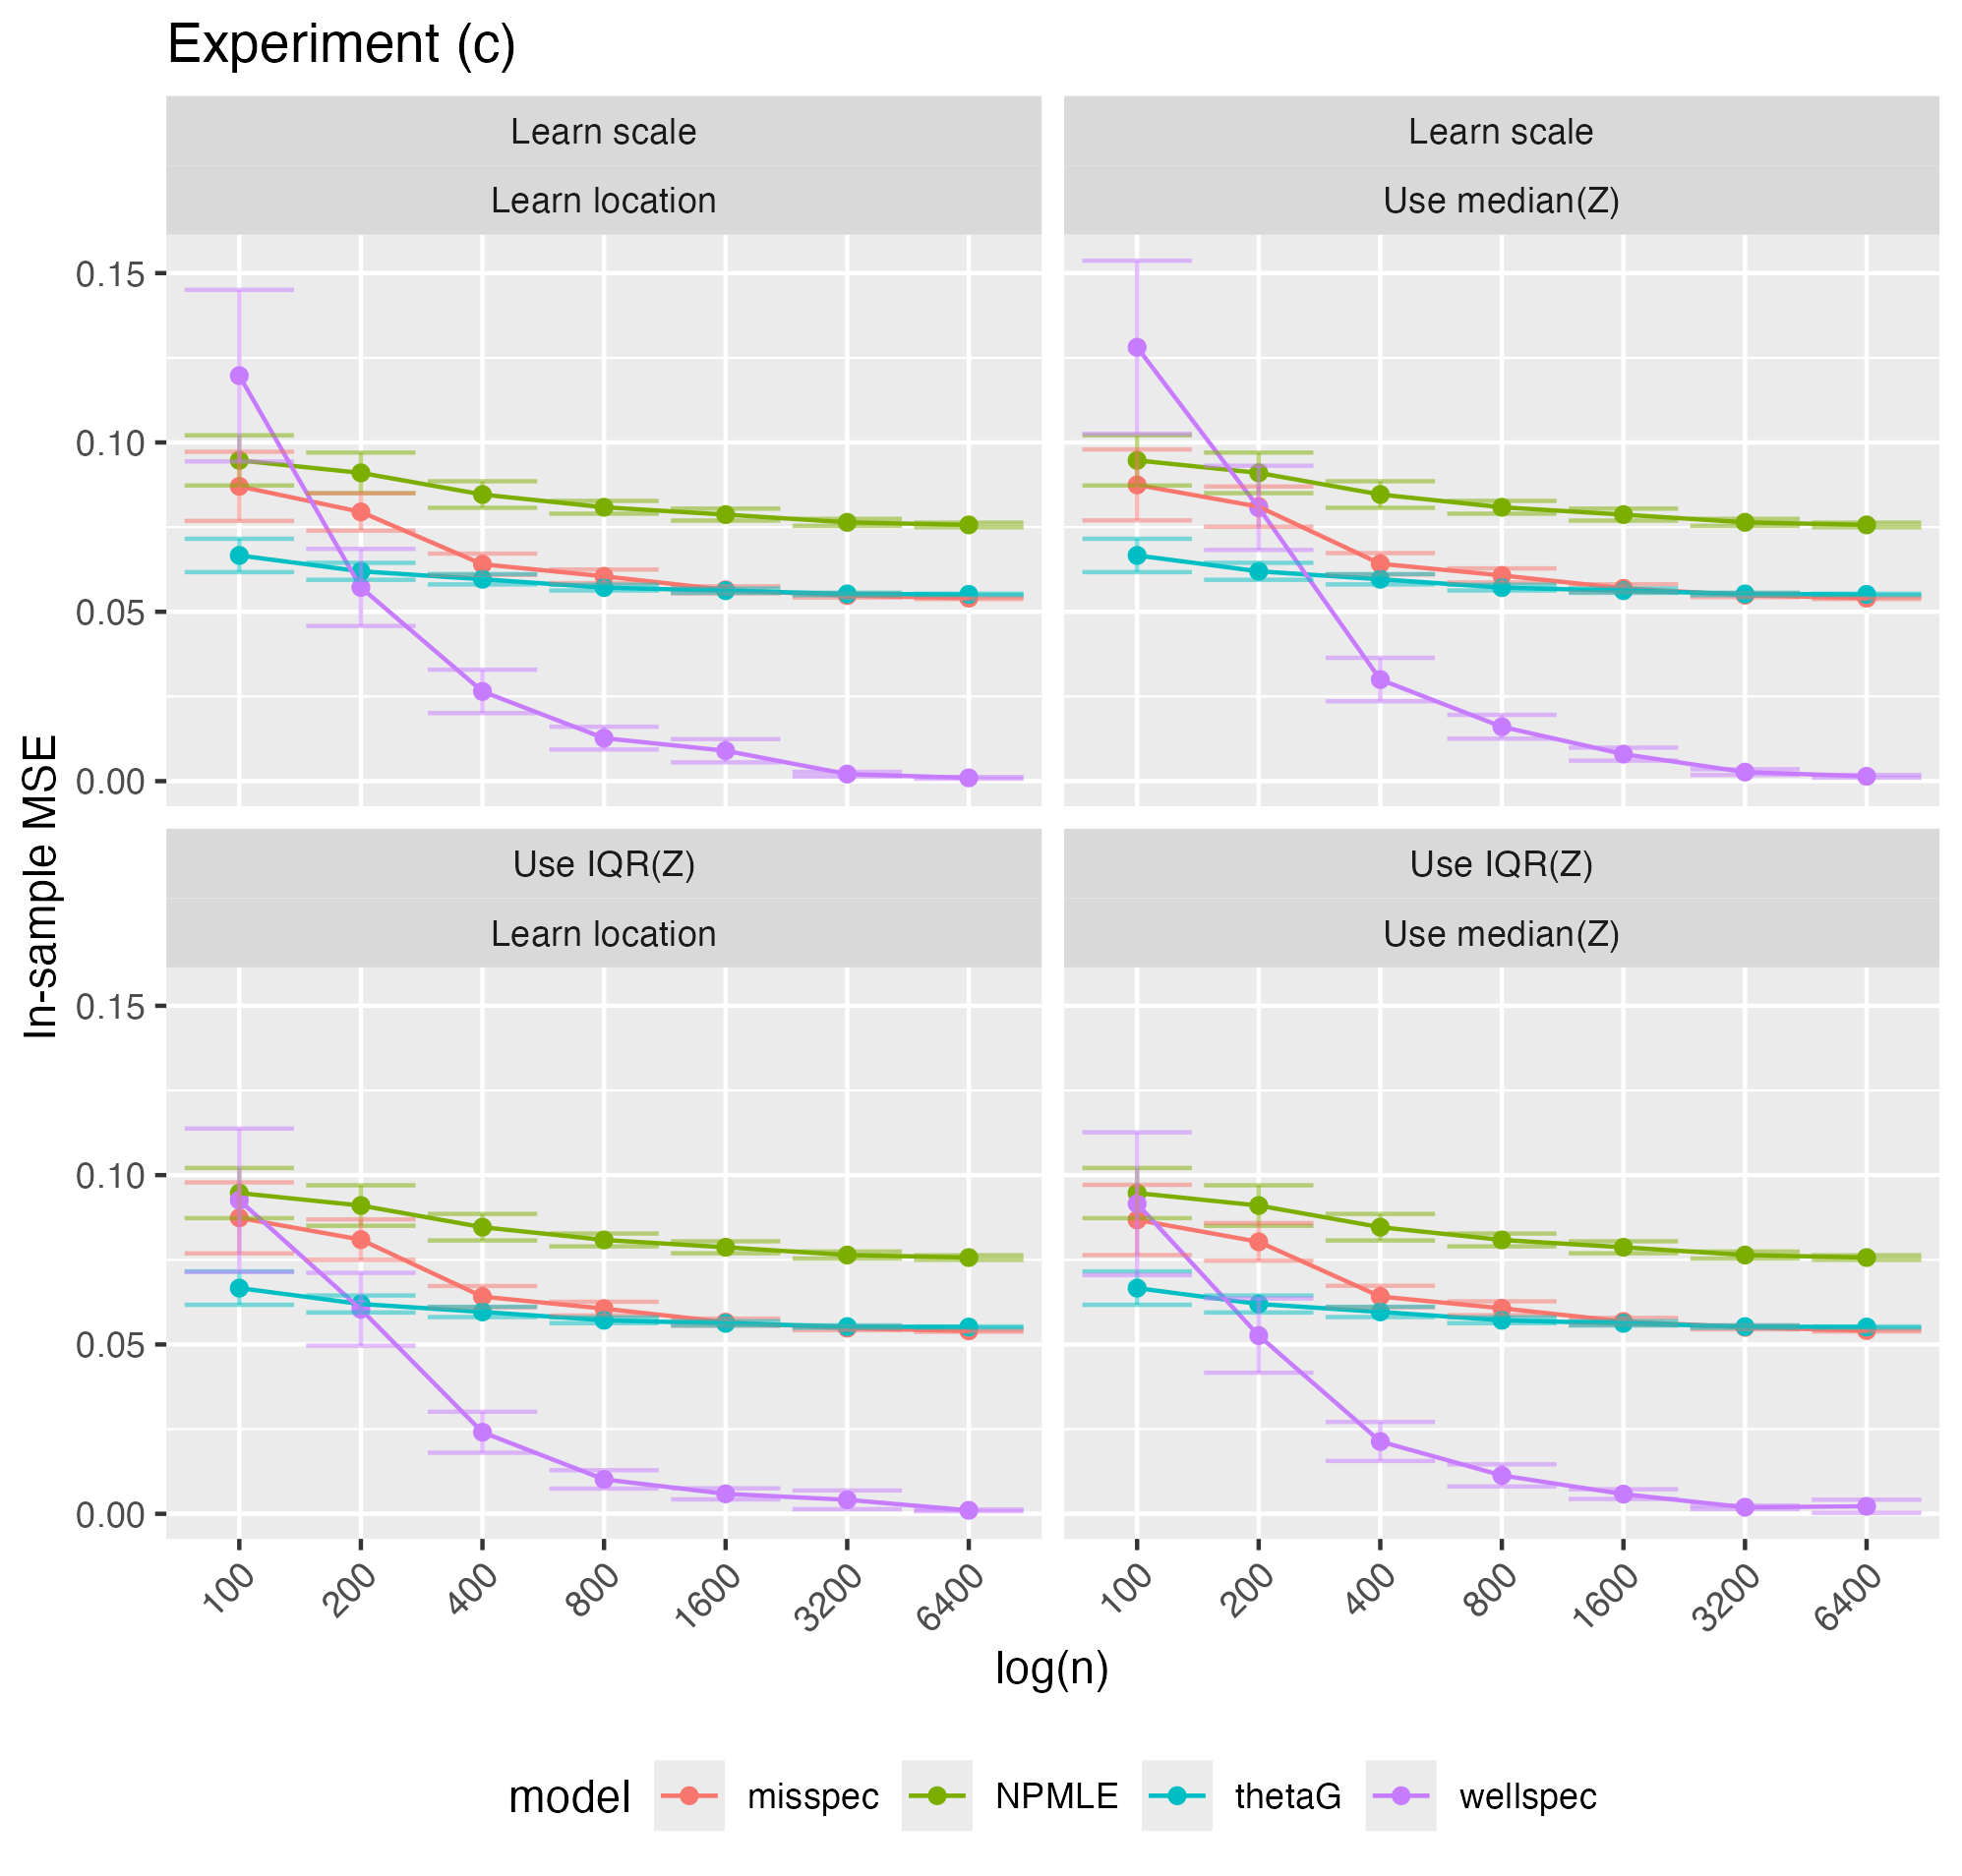 Experiment (c)
Learn scale
Learn location
Learn scale
Use median(Z)
0.15
0.10
0.05
0.00
In-sample MSE
Use IQR(Z)
Learn location
Use IQR(Z)
Use median(Z)
0.15
0.10
0.05
0.00
100 200 400 800 1600 3200 6400
100 200 400 800 1600 3200 6400
log(n)
model misspec NPMLE thetaG wellspec